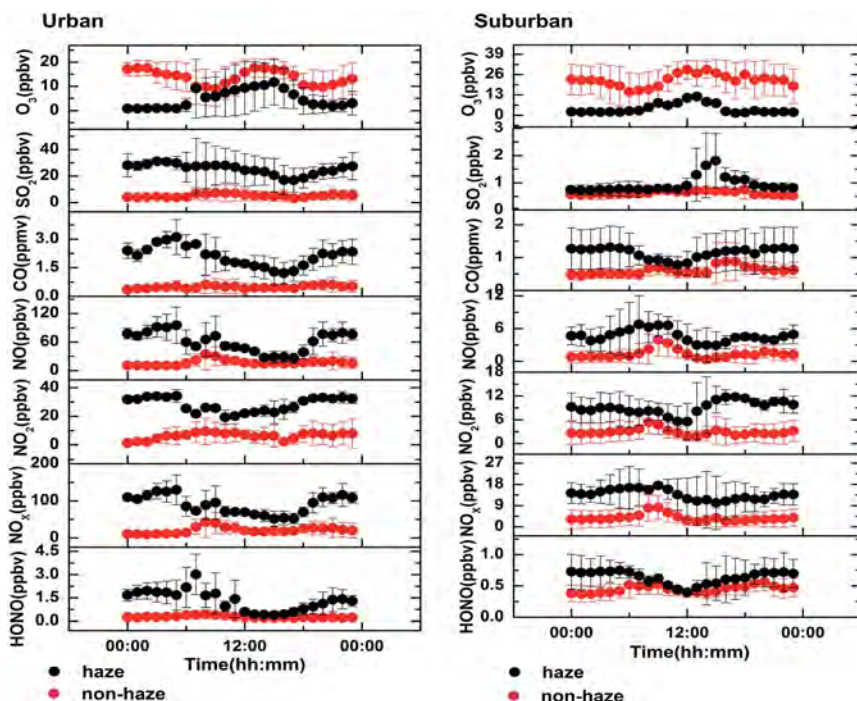 Urban
20
10
0
O3(ppbv)
40
20
0
SO2(ppbv)
3.0
1.5
0.0
CO(ppmv)
120
60
0
NO(ppbv)
40
20
0
NO2(ppbv)
200
100
0
NOX(ppbv)
4.5
3.0
1.5
0.0
HONO(ppbv)
00:00 12:00 00:00
Time(hh:mm)
haze
non-haze
Suburban
39
26
13
0
O3(ppbv)
3
2
1
0
SO2(ppbv)
2
1
0
CO(ppmv)
12
6
0
NO(ppbv)
18
12
6
0
NO2(ppbv)
27
18
9
0
NOX(ppbv)
1.0
0.5
0.0
HONO(ppbv)
00:00 12:00 00:00
Time(hh:mm)
haze
non-haze